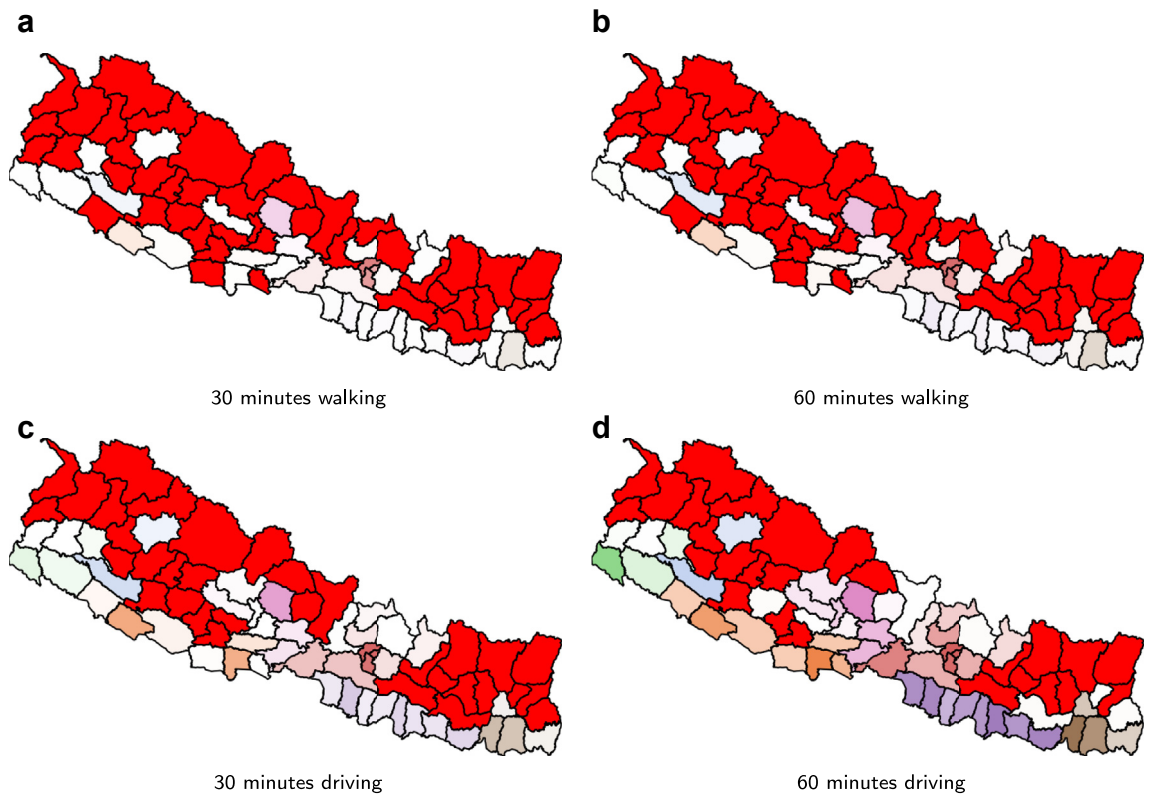 a
b
30 minutes walking
60 minutes walking
c
d
30 minutes driving
60 minutes driving